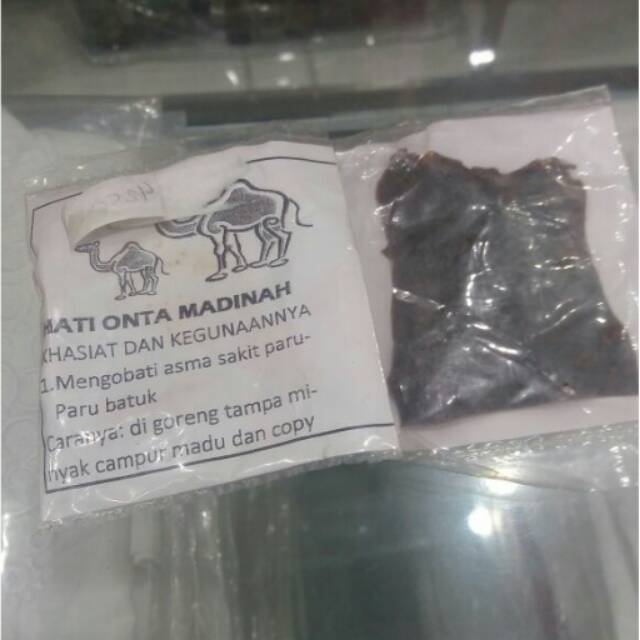 HATI ONTA MADINAH
KHASIAT DAN KEGUNAANNYA
1.Mengobati asma sakit paru-
Paru batuk
Caranya: di goreng tampa mi-
nyak campur madu dan copy